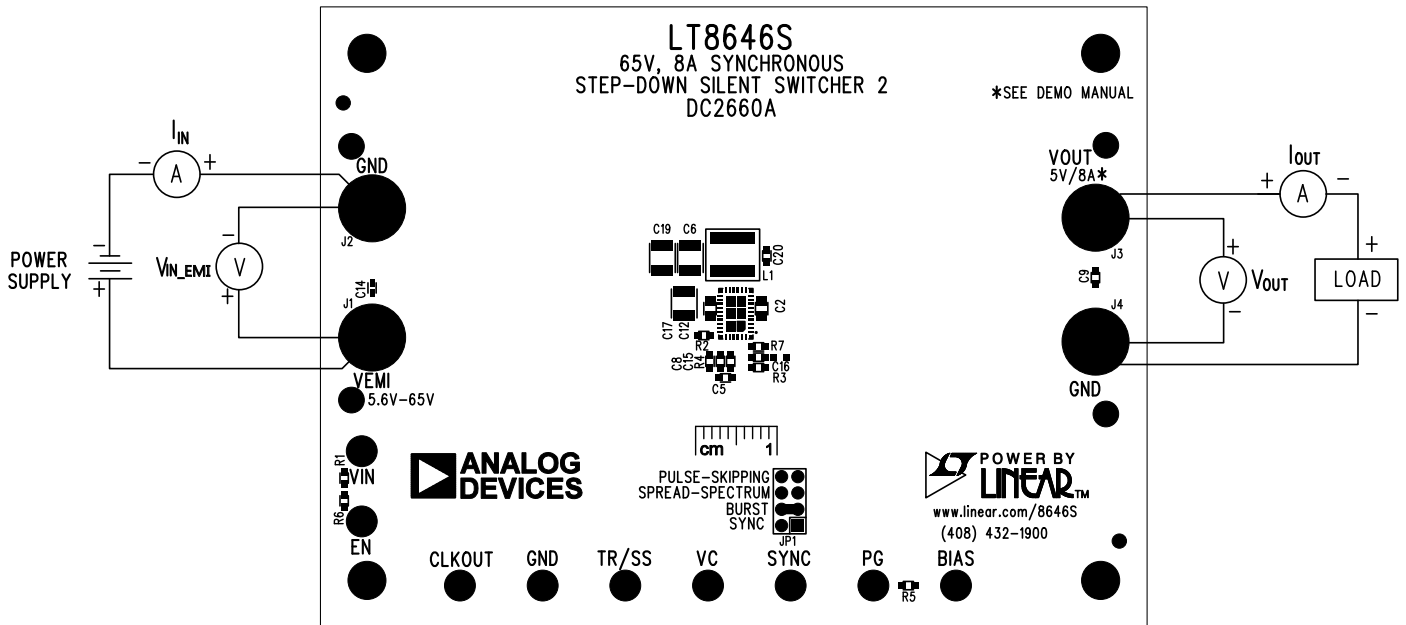 LT8646S
65V, 8A SYNCHRONOUS
STEP-DOWN SILENT SWITCHER 2
DC2660A
*SEE DEMO MANUAL
IIN
- A +
GND
J2
POWER
SUPPLY
-
+
VIN_EMI
-
V
+
C14
J1
VEMI
5.6V-65V
VOUT
5V/8A*
J3
IOUT
+ A -
+
V
-
VOUT
+
LOAD
-
C9
J4
GND
C19
C6
C20
L1
C17
C12
C2
R2
R7
C8
C15
R4
C16
R3
C5
cm 1
R1
VIN
R6
EN
ANALOG
DEVICES
PULSE-SKIPPING
SPREAD-SPECTRUM
BURST
SYNC
JP1
POWER BY
LINEAR TM
www.linear.com/8646S
(408) 432-1900
CLKOUT
GND
TR/SS
VC
SYNC
PG
R5
BIAS